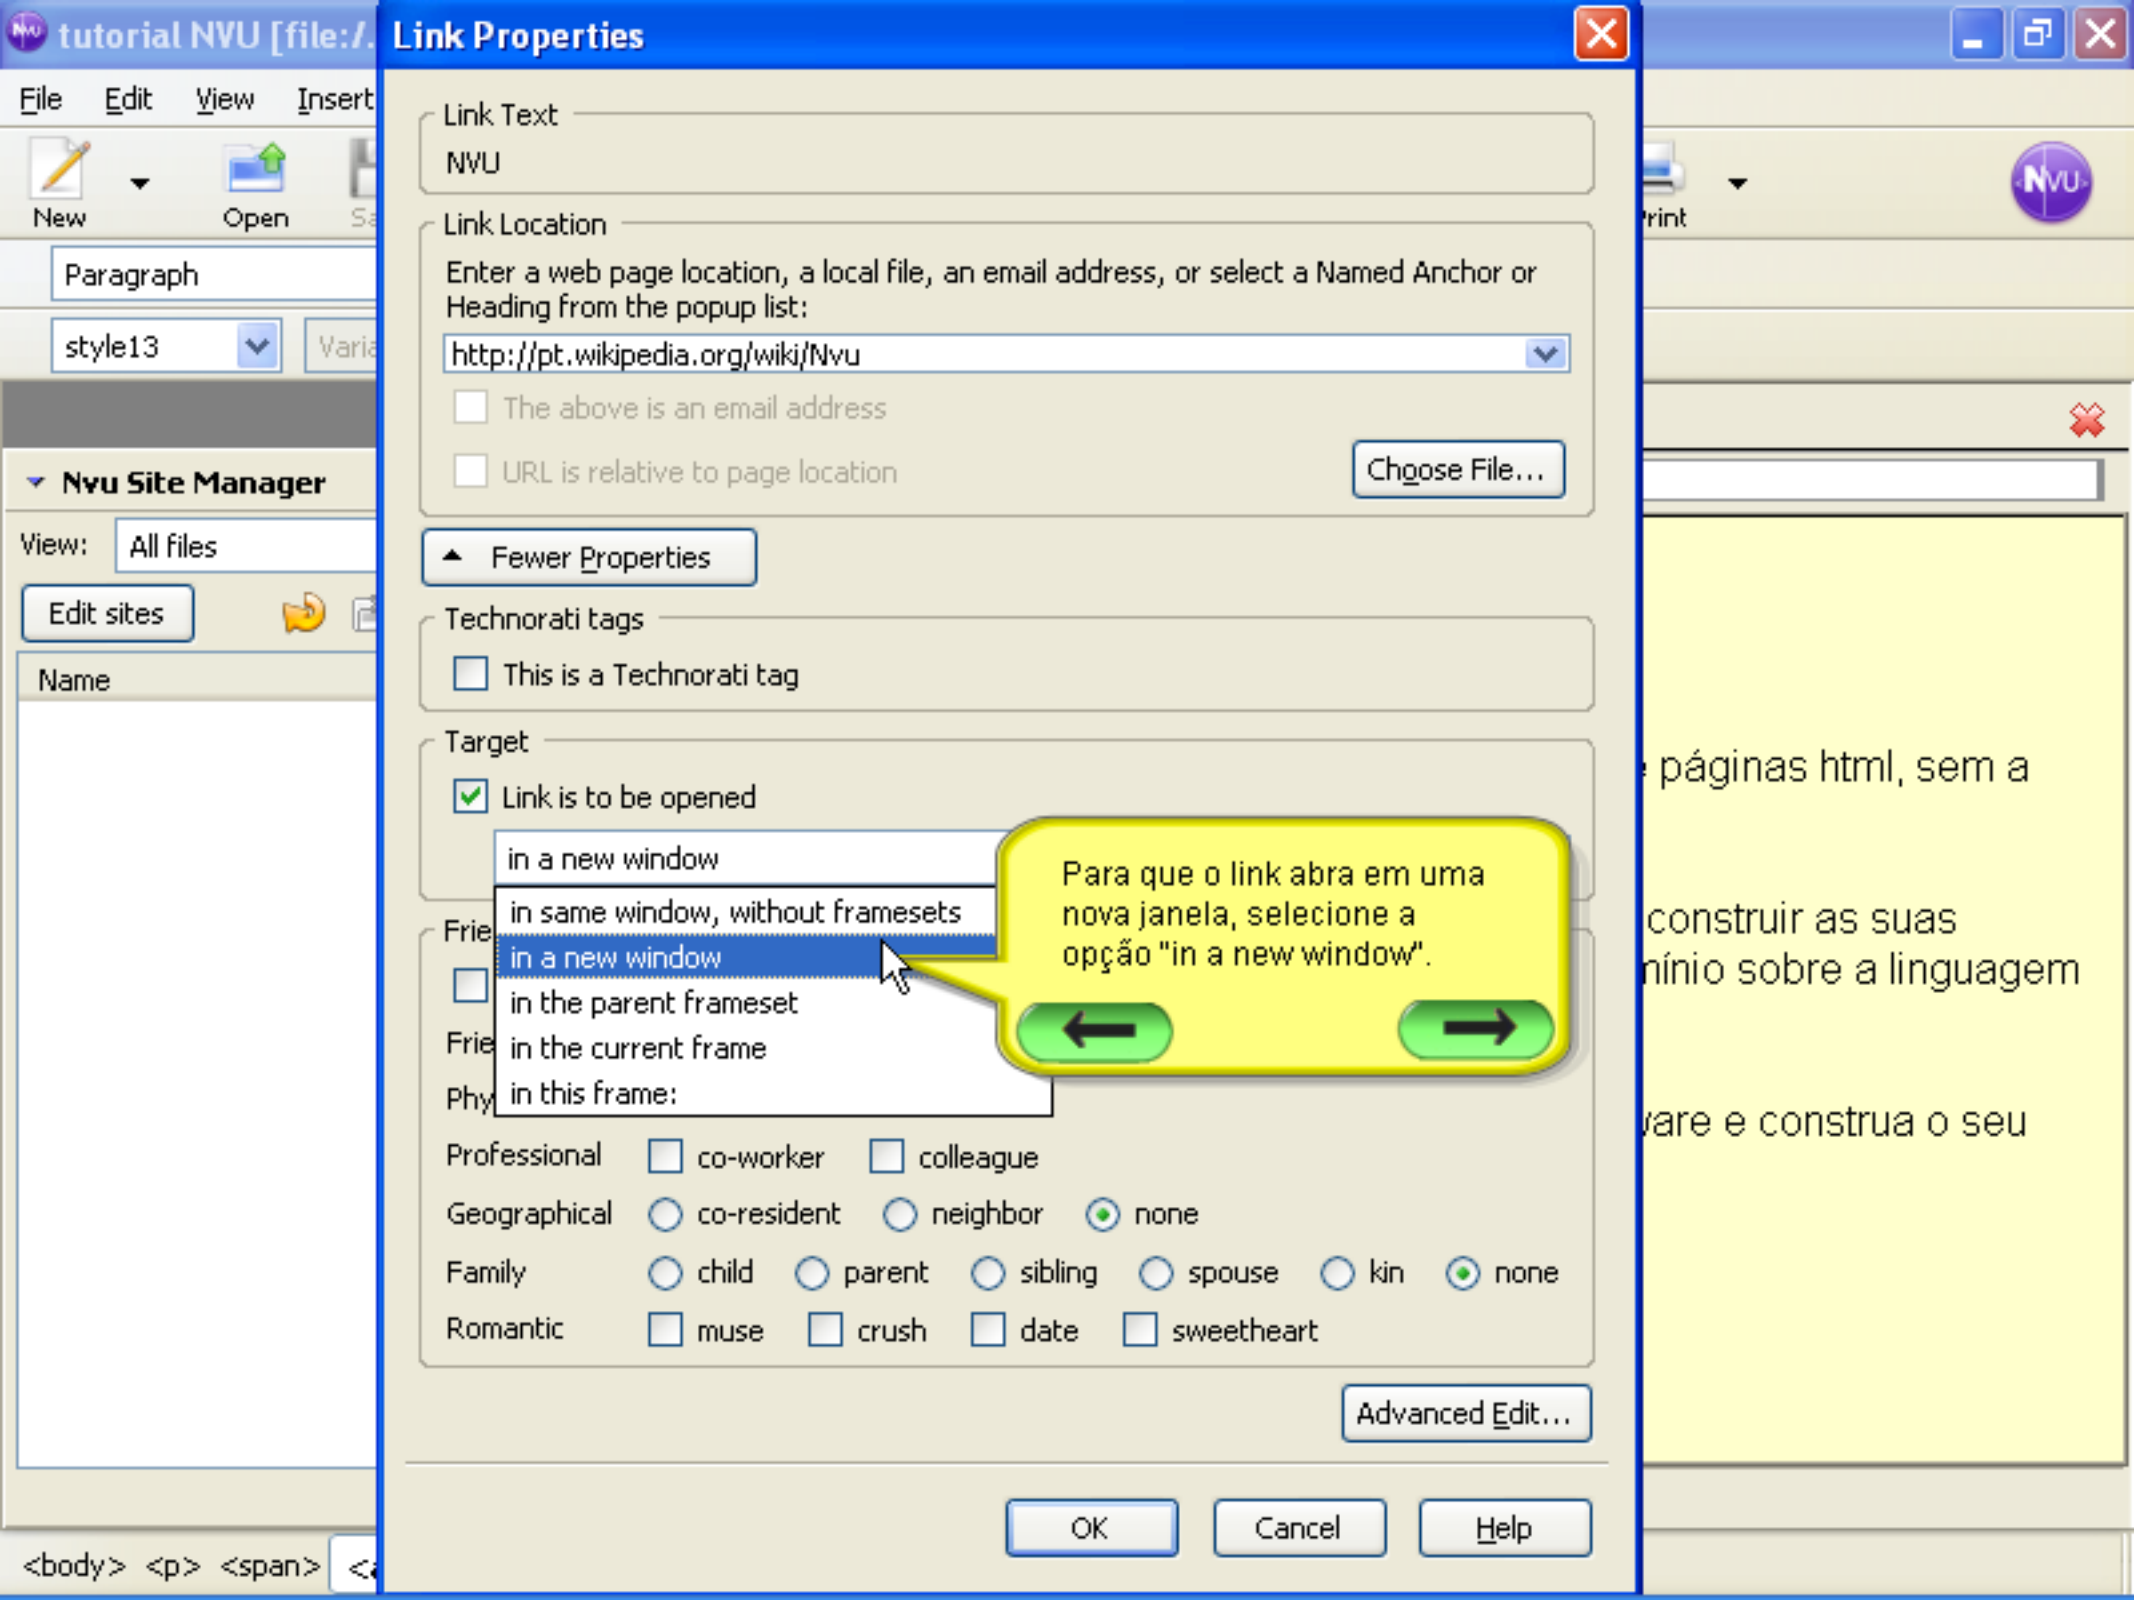 tutorial NVU [file:/.
Link Properties
File Edit View Insert
New
Open
Print
NVU
Paragraph
style13
Nvu Site Manager
View: All files
Edit sites
Name
Link Text
NVU
Link Location
Enter a web page location, a local file, an email address, or select a Named Anchor or
Heading from the popup list:
http://pt.wikipedia.org/wiki/Nvu
The above is an email address
URL is relative to page location
Choose File...
Fewer Properties
Technorati tags
This is a Technorati tag
Target
Link is to be opened
in a new window
in same window, without framesets
in a new window
in the parent frameset
in the current frame
in this frame:
Para que o link abra em uma
nova janela, selecione a
opção "in a new window".
Professional co-worker colleague
Geographical co-resident neighbor none
Family child parent sibling spouse kin none
Romantic muse crush date sweetheart
Advanced Edit...
OK Cancel Help
páginas html, sem a
construir as suas
sobre a linguagem
e construa o seu
<body> <p> <span>